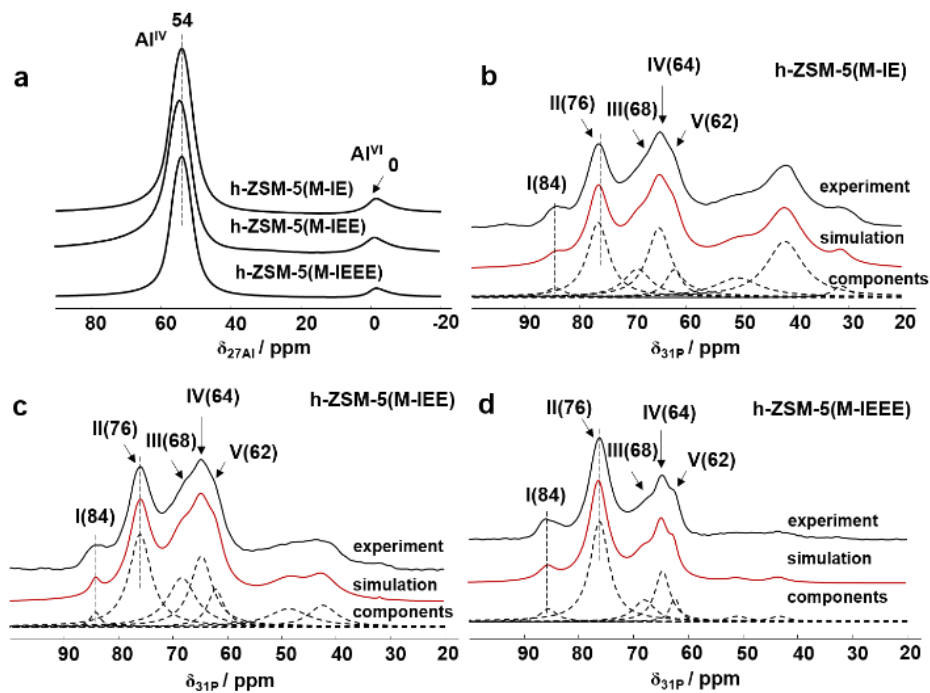 a
54
Al^IV
Al^VI
0
h-ZSM-5(M-IE)
h-ZSM-5(M-IEE)
h-ZSM-5(M-IEEE)
80 60 40 20 0 -20
δ27Al / ppm
b
h-ZSM-5(M-IE)
IV(64)
II(76)
III(68)
V(62)
I(84)
experiment
simulation
components
90 80 70 60 50 40 30 20
δ31P / ppm
c
h-ZSM-5(M-IEE)
IV(64)
II(76)
III(68)
V(62)
I(84)
experiment
simulation
components
90 80 70 60 50 40 30 20
δ31P / ppm
d
h-ZSM-5(M-IEEE)
II(76)
IV(64)
III(68)
V(62)
I(84)
experiment
simulation
components
90 80 70 60 50 40 30 20
δ31P / ppm